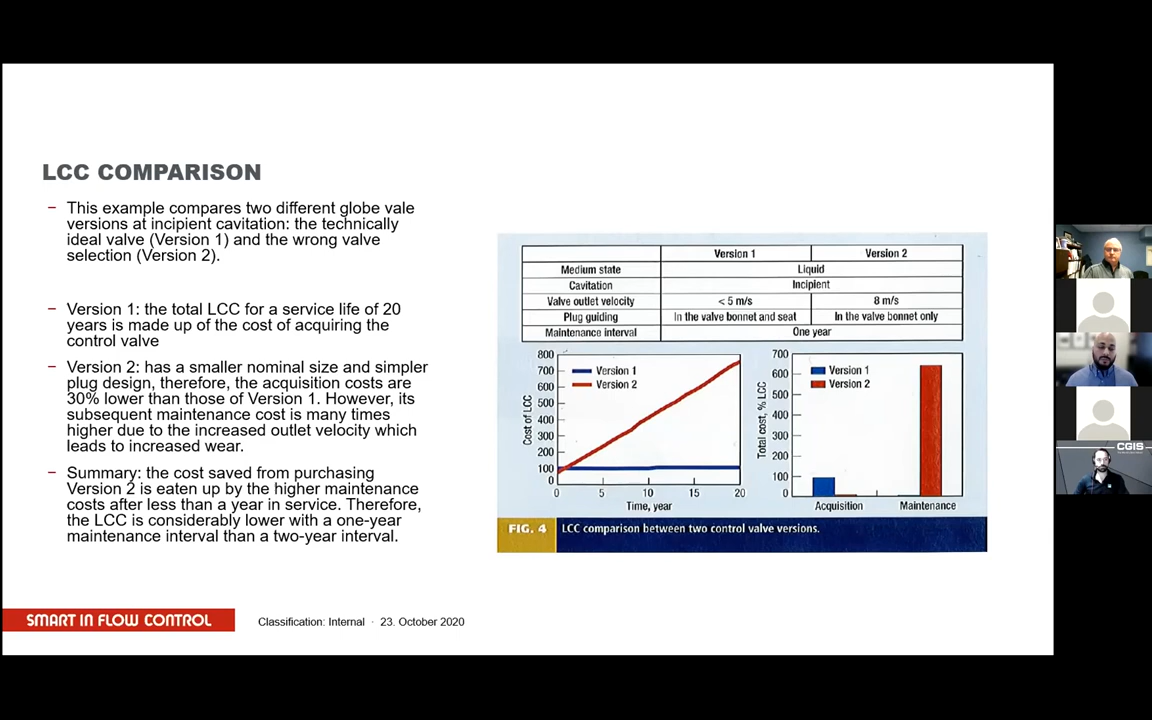 LCC COMPARISON
− This example compares two different globe vale
versions at incipient cavitation: the technically
ideal valve (Version 1) and the wrong valve
selection (Version 2).
− Version 1: the total LCC for a service life of 20
years is made up of the cost of acquiring the
control valve
− Version 2: has a smaller nominal size and simpler
plug design, therefore, the acquisition costs are
30% lower than those of Version 1. However, its
subsequent maintenance cost is many times
higher due to the increased outlet velocity which
leads to increased wear.
− Summary: the cost saved from purchasing
Version 2 is eaten up by the higher maintenance
costs after less than a year in service. Therefore,
the LCC is considerably lower with a one-year
maintenance interval than a two-year interval.
Version 1 Version 2
Medium state Liquid
Cavitation Incipient
Valve outlet velocity < 5 m/s 8 m/s
Plug guiding In the valve bonnet and seat In the valve bonnet only
Maintenance interval One year
Cost of LCC
800
700
600
500
400
300
200
100
0
Version 1
Version 2
0 5 10 15 20
Time, year
Total cost, % LCC
700
600
500
400
300
200
100
0
Version 1
Version 2
Acquisition Maintenance
FIG. 4 LCC comparison between two control valve versions.
SMART IN FLOW CONTROL
Classification: Internal · 23. October 2020
CGIS